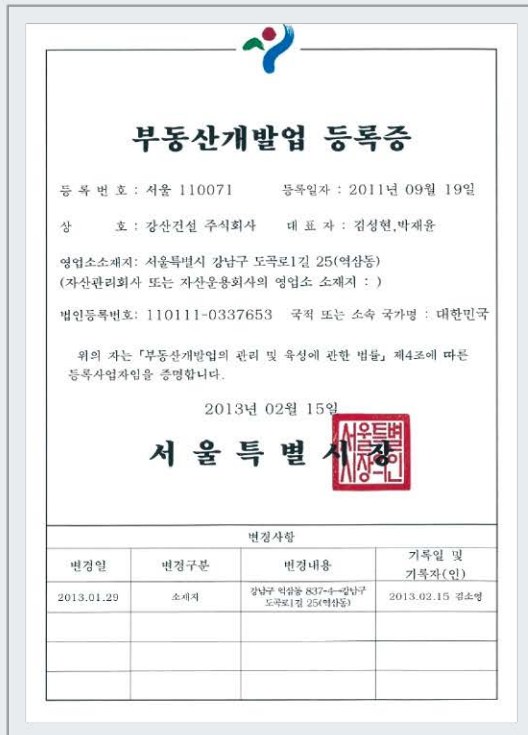 부동산개발업 등록증
등 록 번 호 : 서울 110071 등록일자 : 2011년 09월 19일
상 호 : 강산건설 주식회사 대 표 자 : 김성현,박재윤
영업소소재지: 서울특별시 강남구 도곡로1길 25(역삼동)
(자산관리회사 또는 자산운용회사의 영업소 소재지 : )
법인등록번호: 110111-0337653 국적 또는 소속 국가명 : 대한민국
위의 자는 「부동산개발업의 관리 및 육성에 관한 법률」 제4조에 따른
등록사업자임을 증명합니다.
2013년 02월 15일
서 울 특 별 시 장
서울특별
시장의인
변경사항
변경일 변경구분 변경내용 기록일 및
기록자(인)
2013.01.29 소재지 강남구 역삼동 837-4→강남구 2013.02.15 김소영
도곡로1길 25(역삼동)